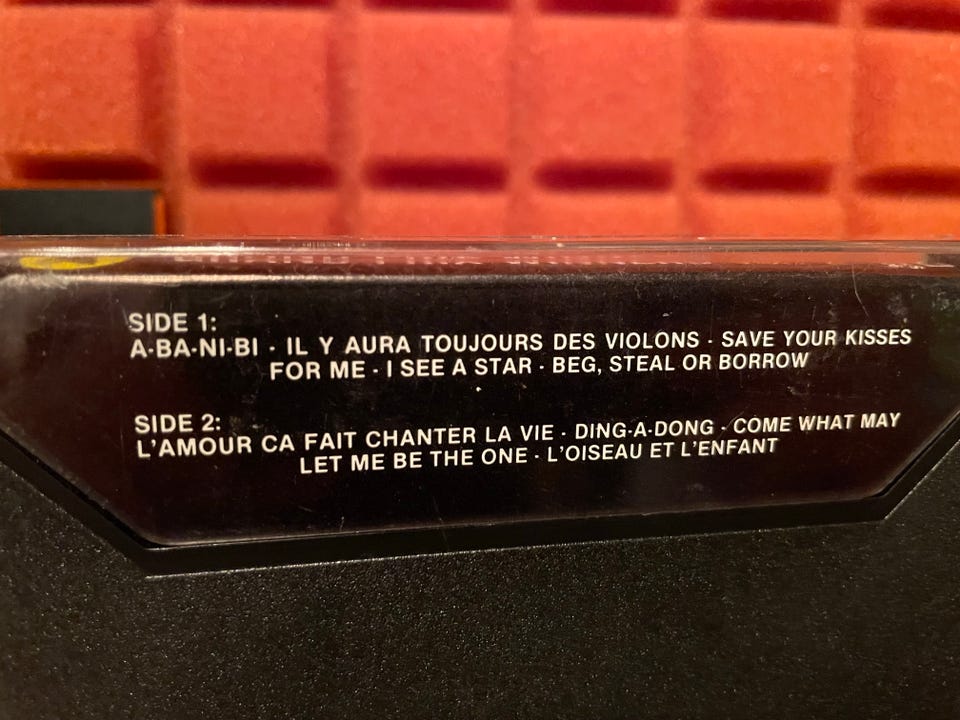 SIDE 1:
A-BA-NI-BI · IL Y AURA TOUJOURS DES VIOLONS · SAVE YOUR KISSES
FOR ME · I SEE A STAR · BEG, STEAL OR BORROW
SIDE 2:
L'AMOUR CA FAIT CHANTER LA VIE · DING-A-DONG · COME WHAT MAY
LET ME BE THE ONE · L'OISEAU ET L'ENFANT